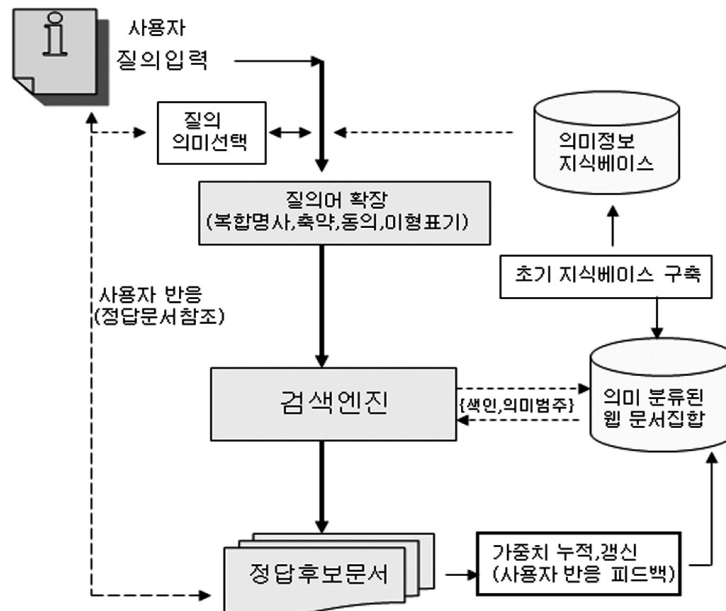 사용자
질의입력
질의
의미선택
의미정보
지식베이스
질의어 확장
(복합명사,축약,동의,이형표기)
초기 지식베이스 구축
사용자 반응
(정답문서참조)
검색엔진
{색인,의미범주}
의미 분류된
웹 문서집합
정답후보문서
가중치 누적,갱신
(사용자 반응 피드백)